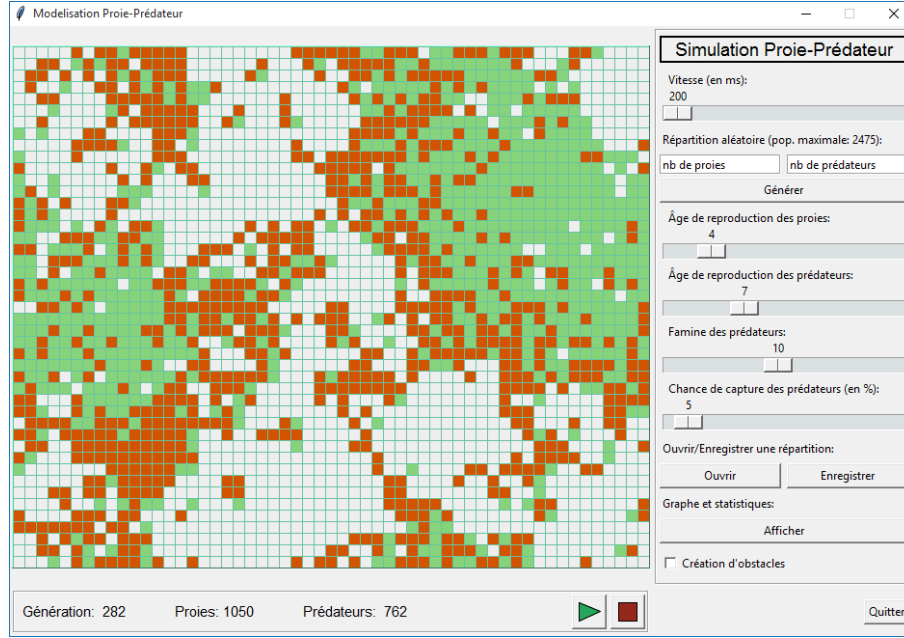 Modelisation Proie-Prédateur
Simulation Proie-Prédateur
Vitesse (en ms):
200
Répartition aléatoire (pop. maximale: 2475):
nb de proies nb de prédateurs
Générer
Âge de reproduction des proies:
4
Âge de reproduction des prédateurs:
7
Famine des prédateurs:
10
Chance de capture des prédateurs (en %):
5
Ouvrir/Enregistrer une répartition:
Ouvrir Enregistrer
Graphe et statistiques:
Afficher
Création d'obstacles
Génération: 282 Proies: 1050 Prédateurs: 762
Quitter